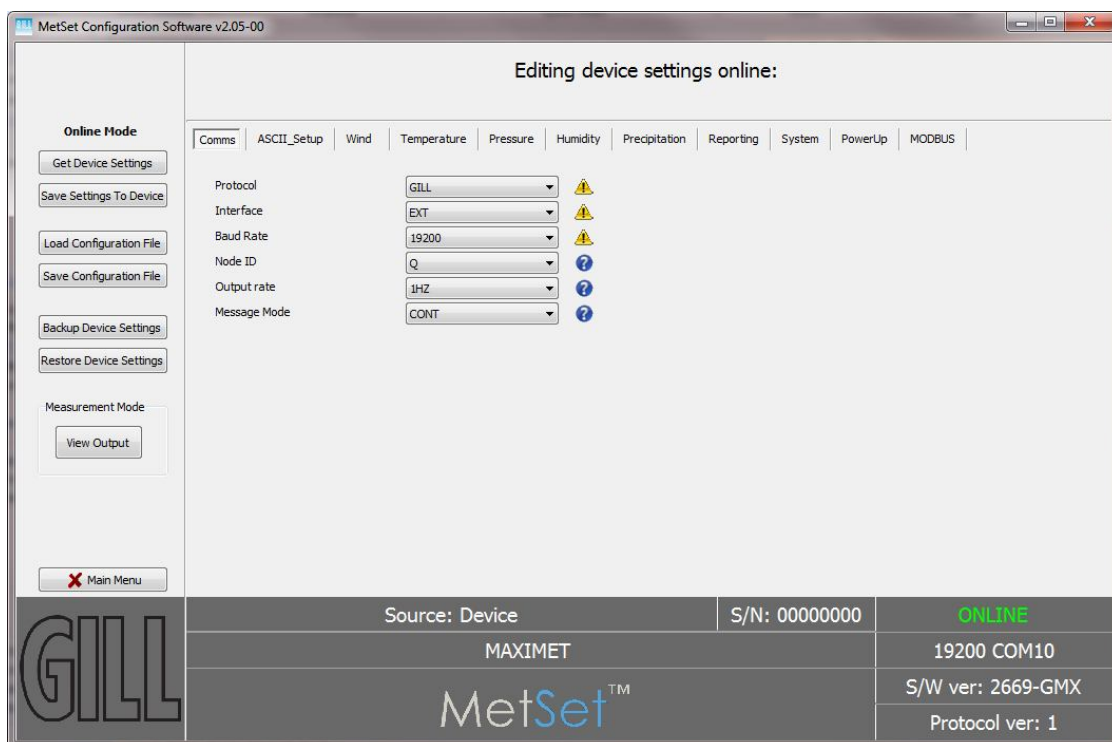 MetSet Configuration Software v2.05-00
Editing device settings online:
Online Mode
Get Device Settings
Save Settings To Device
Load Configuration File
Save Configuration File
Backup Device Settings
Restore Device Settings
Measurement Mode
View Output
Main Menu
Comms ASCII_Setup Wind Temperature Pressure Humidity Precipitation Reporting System PowerUp MODBUS
Protocol GILL
Interface EXT
Baud Rate 19200
Node ID Q
Output rate 1HZ
Message Mode CONT
GILL
Source: Device S/N: 00000000 ONLINE
MAXIMET 19200 COM10
MetSet™ S/W ver: 2669-GMX
Protocol ver: 1